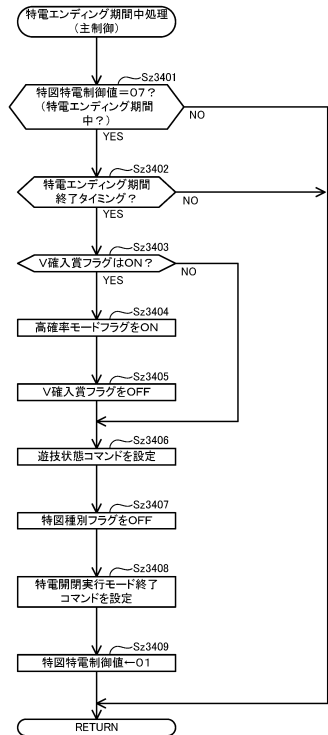 特電エンディング期間中処理
(主制御)
Sz3401
特図特電制御値=07?
(特電エンディング期間
中?)
NO
YES
Sz3402
特電エンディング期間
終了タイミング?
NO
YES
Sz3403
V確入賞フラグはON?
NO
YES
Sz3404
高確率モードフラグをON
Sz3405
V確入賞フラグをOFF
Sz3406
遊技状態コマンドを設定
Sz3407
特図種別フラグをOFF
Sz3408
特電開閉実行モード終了
コマンドを設定
Sz3409
特図特電制御値←01
RETURN